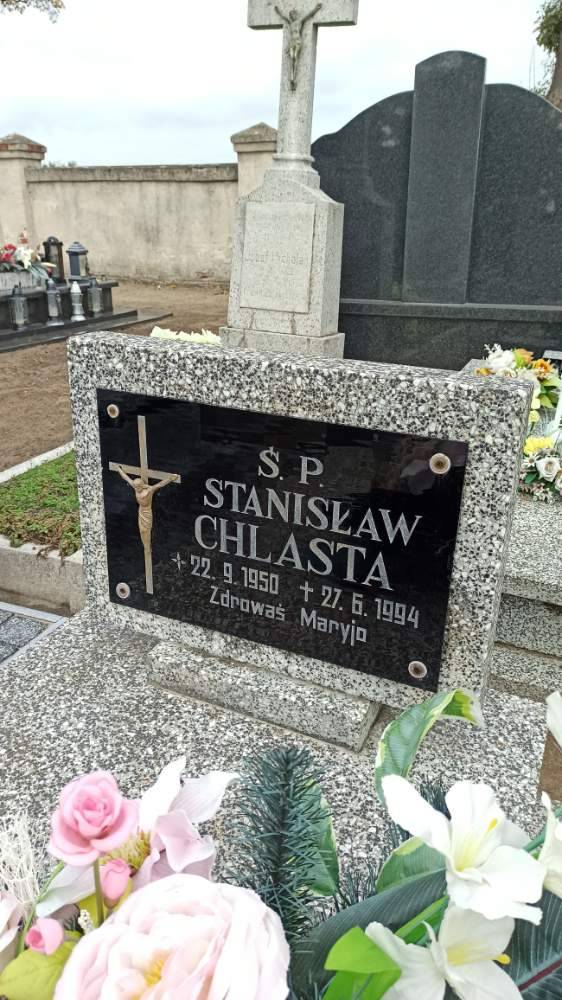 Ś. P.
STANISŁAW
CHLASTA
22. 9. 1950 † 27. 6. 1994
Zdrowaś Maryjo